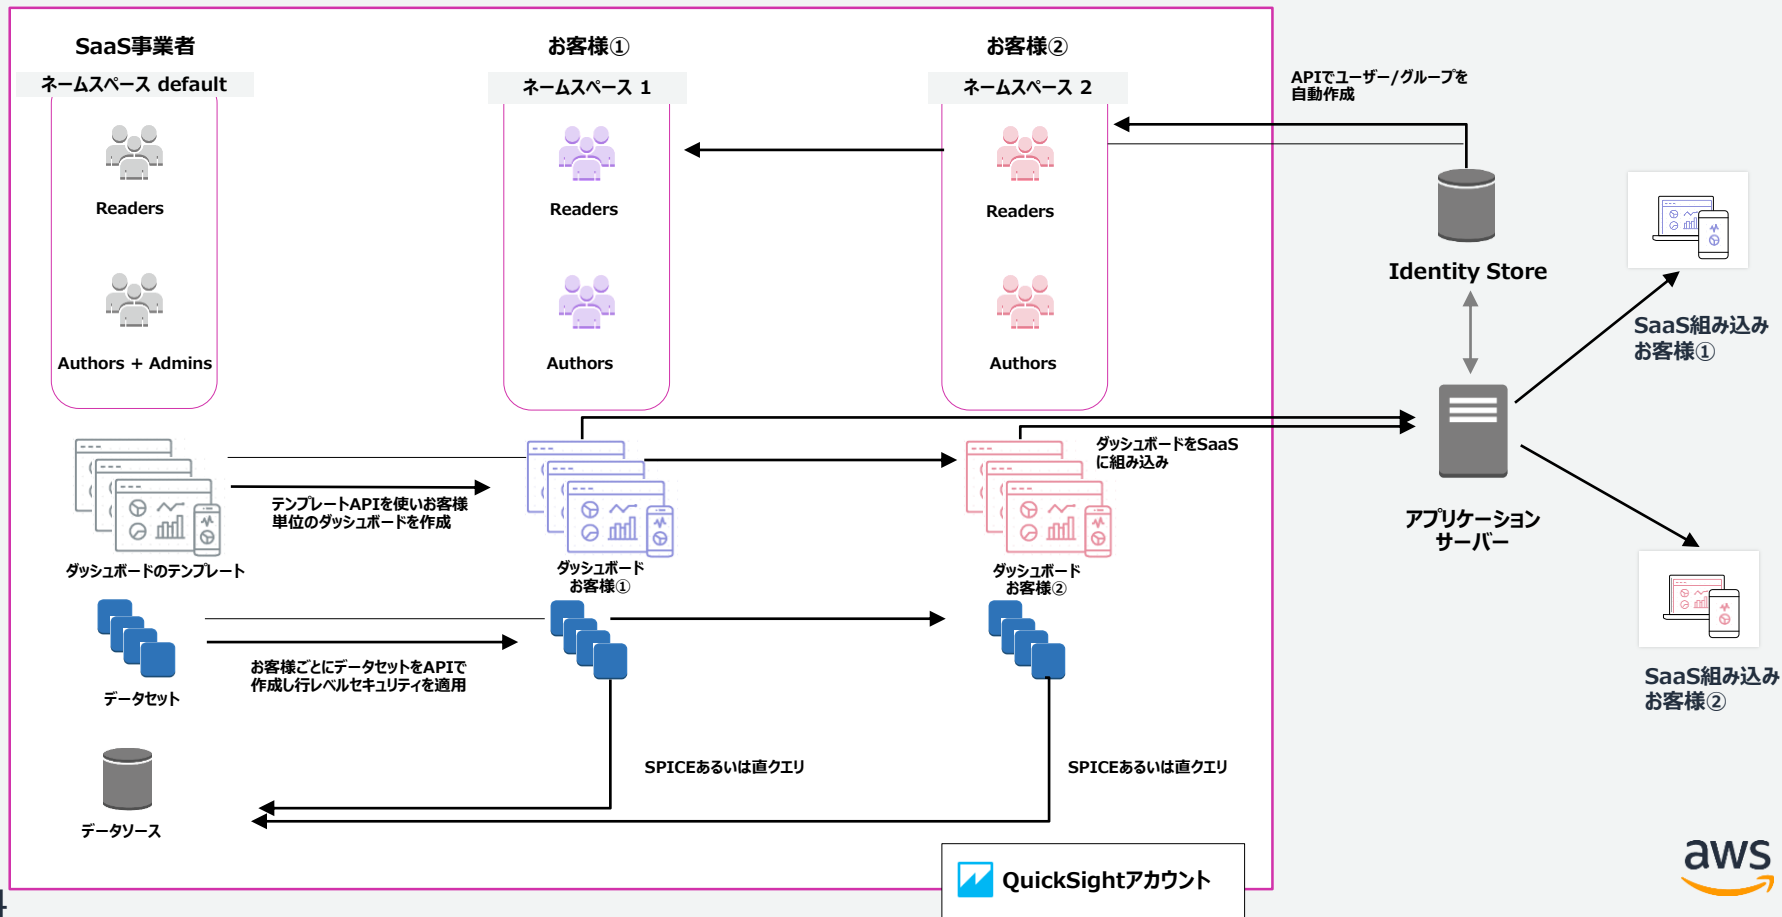 SaaS事業者
ネームスペース default
Readers
Authors + Admins
お客様①
ネームスペース 1
Readers
Authors
お客様②
ネームスペース 2
Readers
Authors
APIでユーザー/グループを
自動作成
Identity Store
アプリケーション
サーバー
SaaS組み込み
お客様①
SaaS組み込み
お客様②
ダッシュボードをSaaS
に組み込み
テンプレートAPIを使いお客様
単位のダッシュボードを作成
ダッシュボードのテンプレート
ダッシュボード
お客様①
ダッシュボード
お客様②
お客様ごとにデータセットをAPIで
作成し行レベルセキュリティを適用
データセット
SPICEあるいは直クエリ
SPICEあるいは直クエリ
データソース
QuickSightアカウント
aws